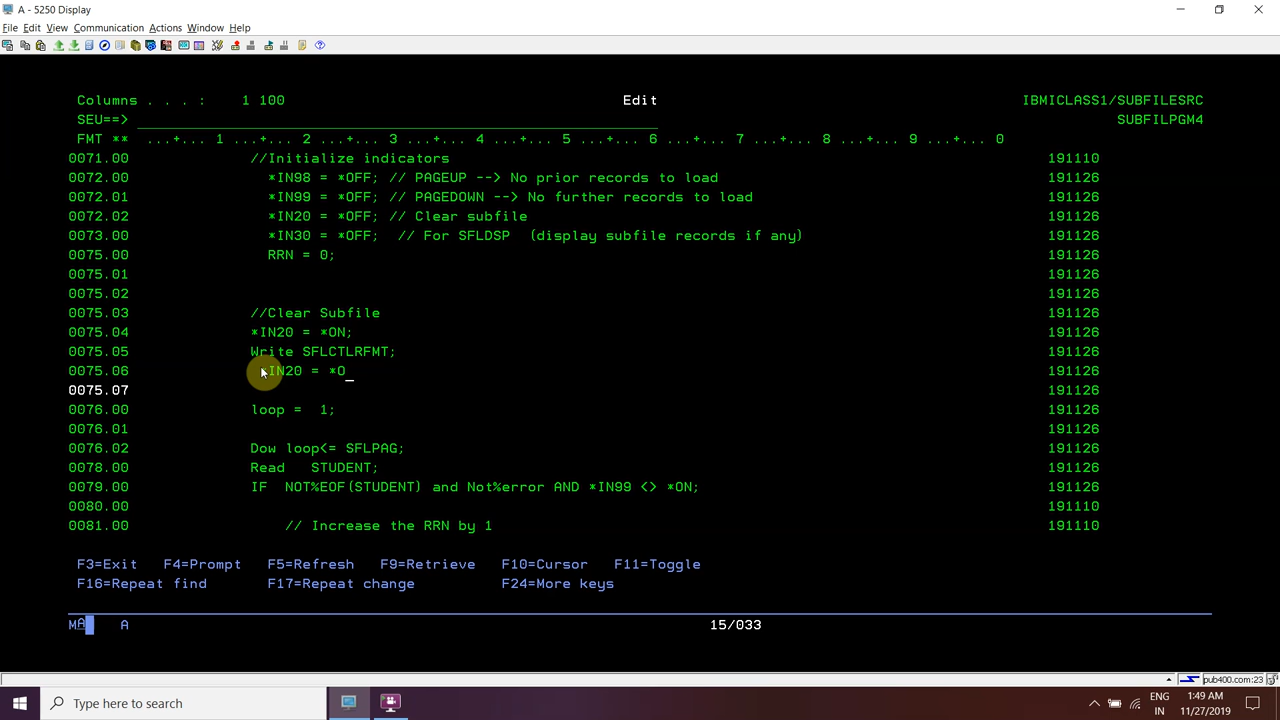 A - 5250 Display
File Edit View Communication Actions Window Help
Columns . . . : 1 100 Edit IBMICLASS1/SUBFILESRC
SEU==> SUBFILPGM4
FMT ** ...+... 1 ...+... 2 ...+... 3 ...+... 4 ...+... 5 ...+... 6 ...+... 7 ...+... 8 ...+... 9 ...+... 0
0071.00 //Initialize indicators 191110
0072.00 *IN98 = *OFF; // PAGEUP --> No prior records to load 191126
0072.01 *IN99 = *OFF; // PAGEDOWN --> No further records to load 191126
0072.02 *IN20 = *OFF; // Clear subfile 191126
0073.00 *IN30 = *OFF; // For SFLDSP (display subfile records if any) 191126
0075.00 RRN = 0; 191126
0075.01 191126
0075.02 191126
0075.03 //Clear Subfile 191126
0075.04 *IN20 = *ON; 191126
0075.05 Write SFLCTLRFMT; 191126
0075.06 *IN20 = *O 191126
0075.07 191126
0076.00 loop = 1; 191126
0076.01 191126
0076.02 Dow loop<= SFLPAG; 191126
0078.00 Read STUDENT; 191126
0079.00 IF NOT%EOF(STUDENT) and Not%error AND *IN99 <> *ON; 191126
0080.00 191110
0081.00 // Increase the RRN by 1 191110
F3=Exit F4=Prompt F5=Refresh F9=Retrieve F10=Cursor F11=Toggle
F16=Repeat find F17=Repeat change F24=More keys
MA A 15/033
pub400.com:23
Type here to search
ENG 1:49 AM
IN 11/27/2019